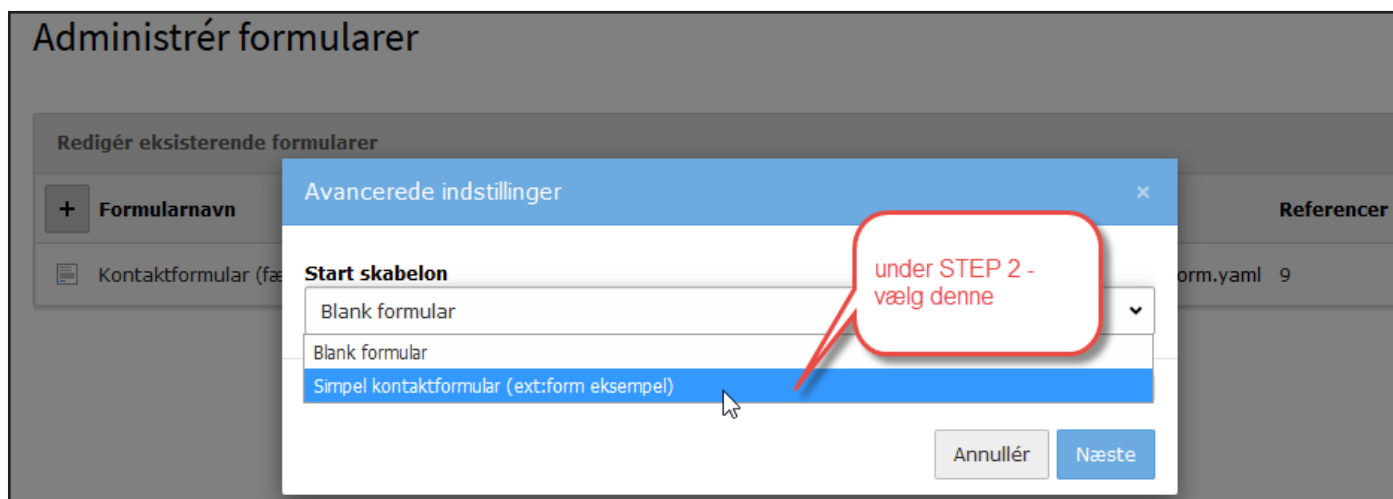 Administrér formularer
Redigér eksisterende formularer
Avancerede indstillinger ×
+ Formularnavn
Referencer
Kontaktformular (fæ
orm.yaml 9
Start skabelon
under STEP 2 -
vælg denne
Blank formular
Blank formular
Simpel kontaktformular (ext:form eksempel)
Annullér Næste